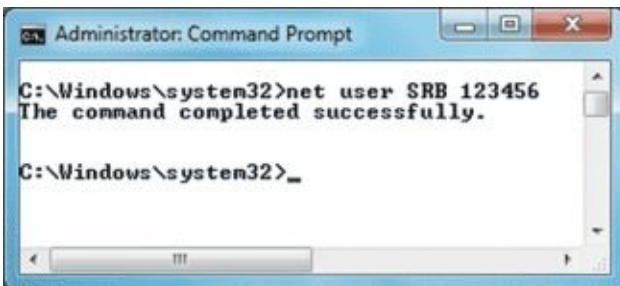 Administrator: Command Prompt
C:\Windows\system32>net user SRB 123456
The command completed successfully.
C:\Windows\system32>_